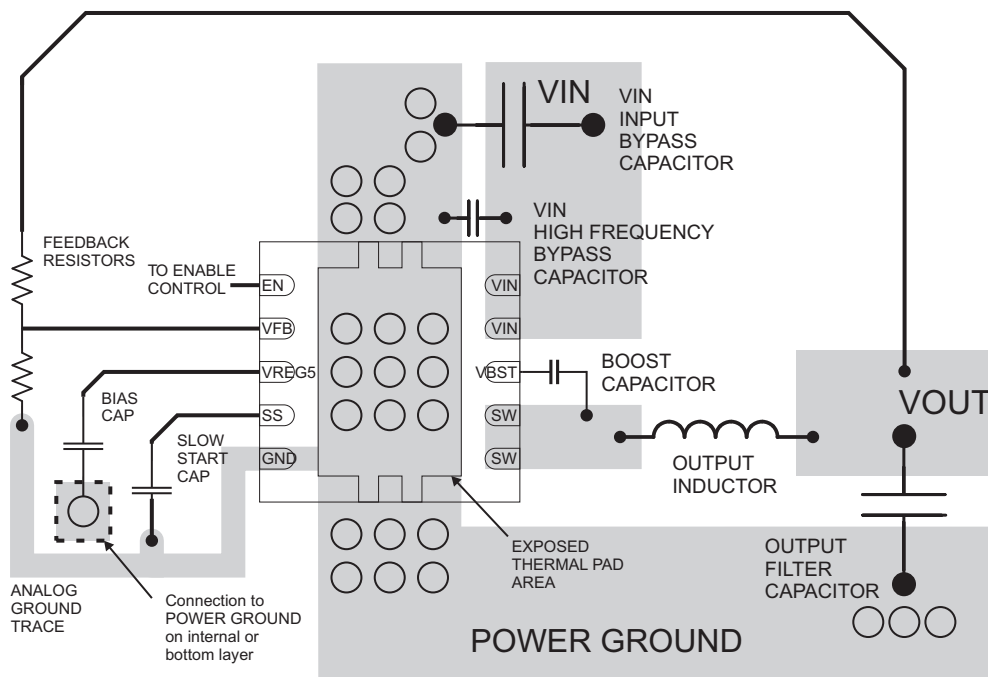 VIN
VIN
INPUT
BYPASS
CAPACITOR
VIN
HIGH FREQUENCY
BYPASS
CAPACITOR
FEEDBACK
RESISTORS
TO ENABLE
CONTROL
EN
VFB
VREG5
SS
GND
VIN
VIN
VBST
SW
SW
BIAS
CAP
SLOW
START
CAP
BOOST
CAPACITOR
VOUT
OUTPUT
INDUCTOR
EXPOSED
THERMAL PAD
AREA
OUTPUT
FILTER
CAPACITOR
ANALOG
GROUND
TRACE
Connection to
POWER GROUND
on internal or
bottom layer
POWER GROUND